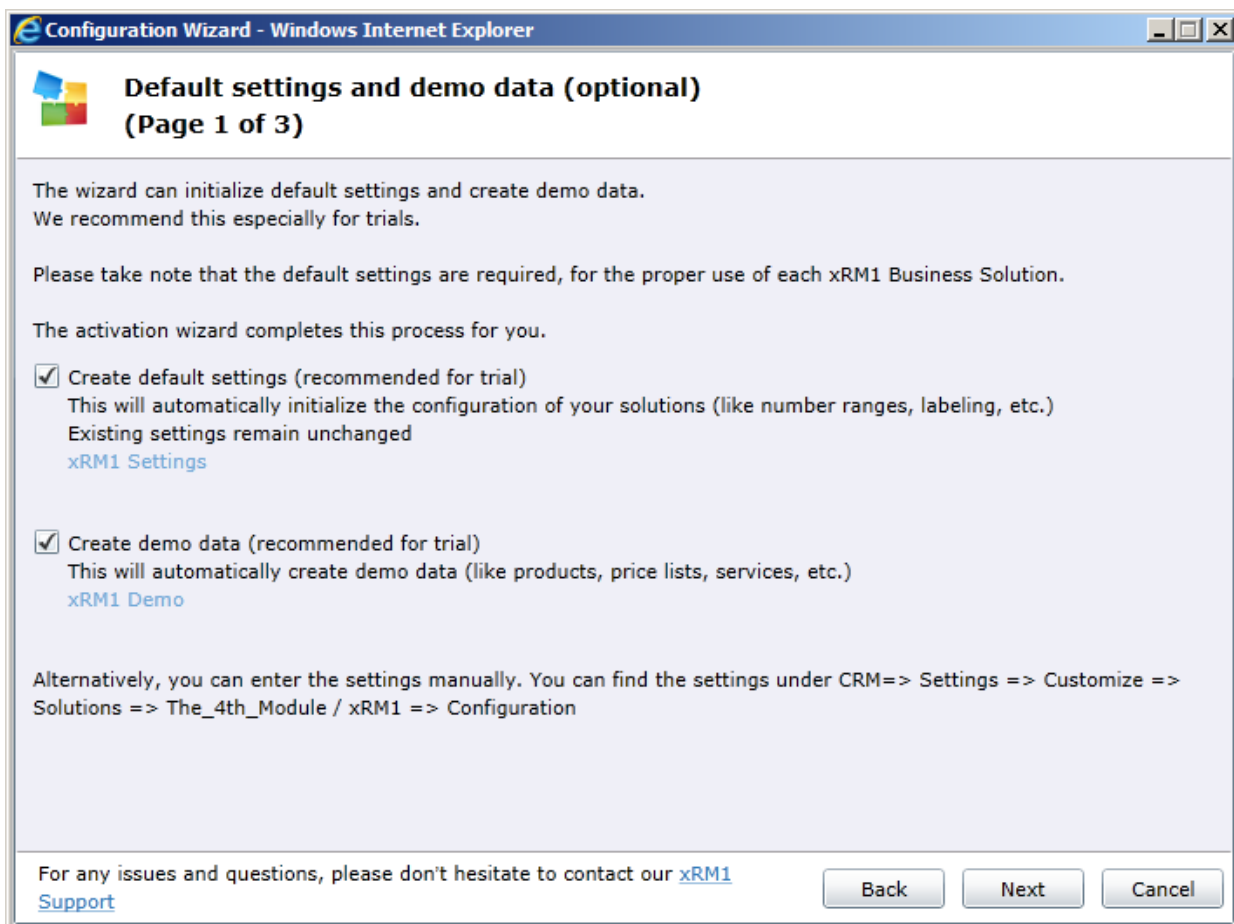 Configuration Wizard - Windows Internet Explorer
Default settings and demo data (optional)
(Page 1 of 3)
The wizard can initialize default settings and create demo data.
We recommend this especially for trials.
Please take note that the default settings are required, for the proper use of each xRM1 Business Solution.
The activation wizard completes this process for you.
Create default settings (recommended for trial)
This will automatically initialize the configuration of your solutions (like number ranges, labeling, etc.)
Existing settings remain unchanged
xRM1 Settings
Create demo data (recommended for trial)
This will automatically create demo data (like products, price lists, services, etc.)
xRM1 Demo
Alternatively, you can enter the settings manually. You can find the settings under CRM=> Settings => Customize =>
Solutions => The_4th_Module / xRM1 => Configuration
For any issues and questions, please don't hesitate to contact our xRM1
Support
Back Next Cancel